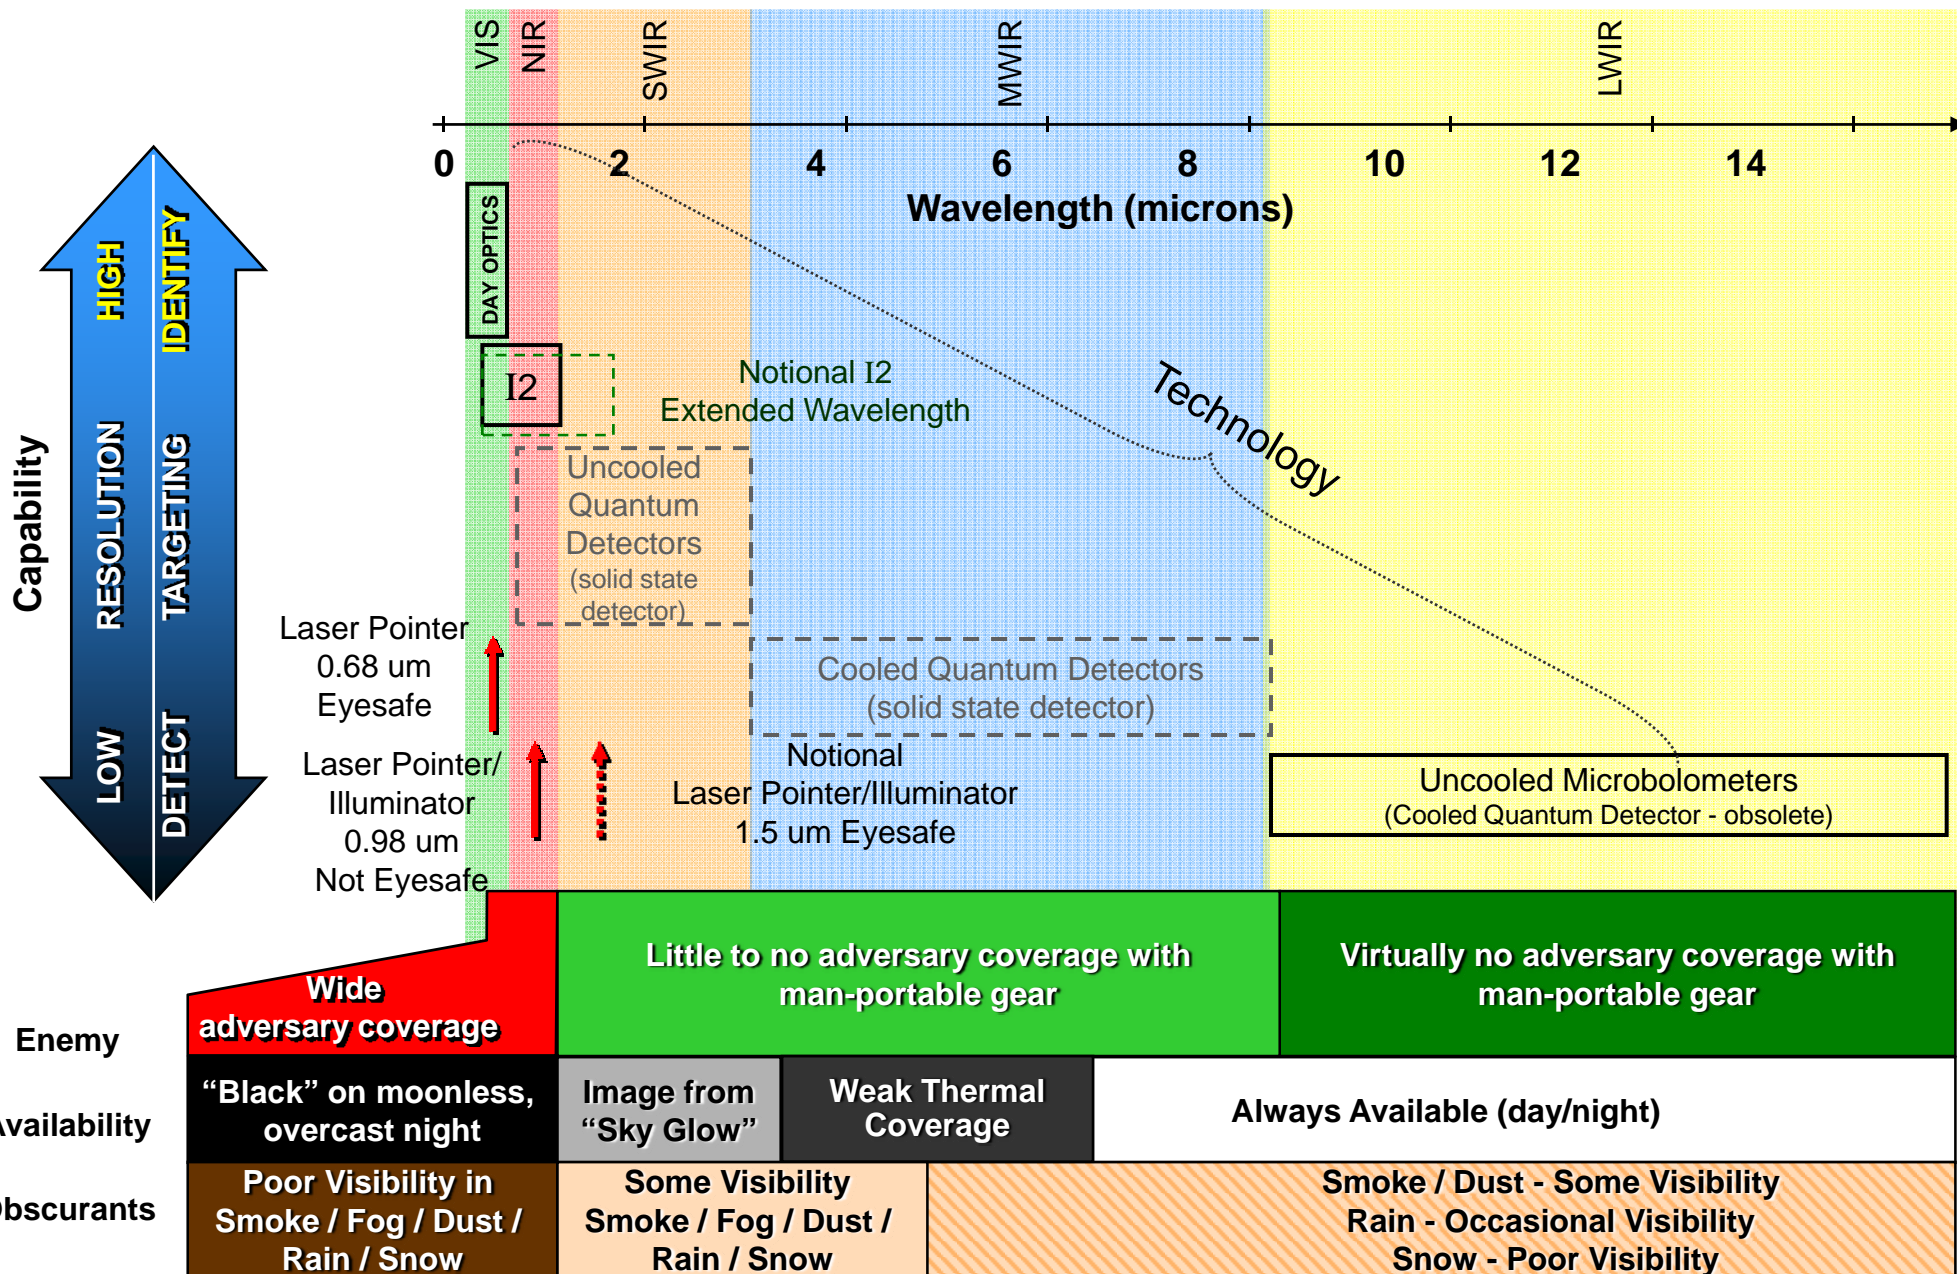 VIS
NIR
SWIR
MWIR
LWIR
0 2 4 6 8 10 12 14
Wavelength (microns)
Capability
HIGH
RESOLUTION
LOW
IDENTIFY
TARGETING
DETECT
DAY OPTICS
I2
Notional I2
Extended Wavelength
Technology
Uncooled
Quantum
Detectors
(solid state
detector)
Laser Pointer
0.68 um
Eyesafe
Cooled Quantum Detectors
(solid state detector)
Laser Pointer/
Illuminator
0.98 um
Not Eyesafe
Notional
Laser Pointer/Illuminator
1.5 um Eyesafe
Uncooled Microbolometers
(Cooled Quantum Detector - obsolete)
Enemy
Wide
adversary coverage
Little to no adversary coverage with
man-portable gear
Virtually no adversary coverage with
man-portable gear
Availability
“Black” on moonless,
overcast night
Image from
“Sky Glow”
Weak Thermal
Coverage
Always Available (day/night)
Obscurants
Poor Visibility in
Smoke / Fog / Dust /
Rain / Snow
Some Visibility
Smoke / Fog / Dust /
Rain / Snow
Smoke / Dust - Some Visibility
Rain - Occasional Visibility
Snow - Poor Visibility